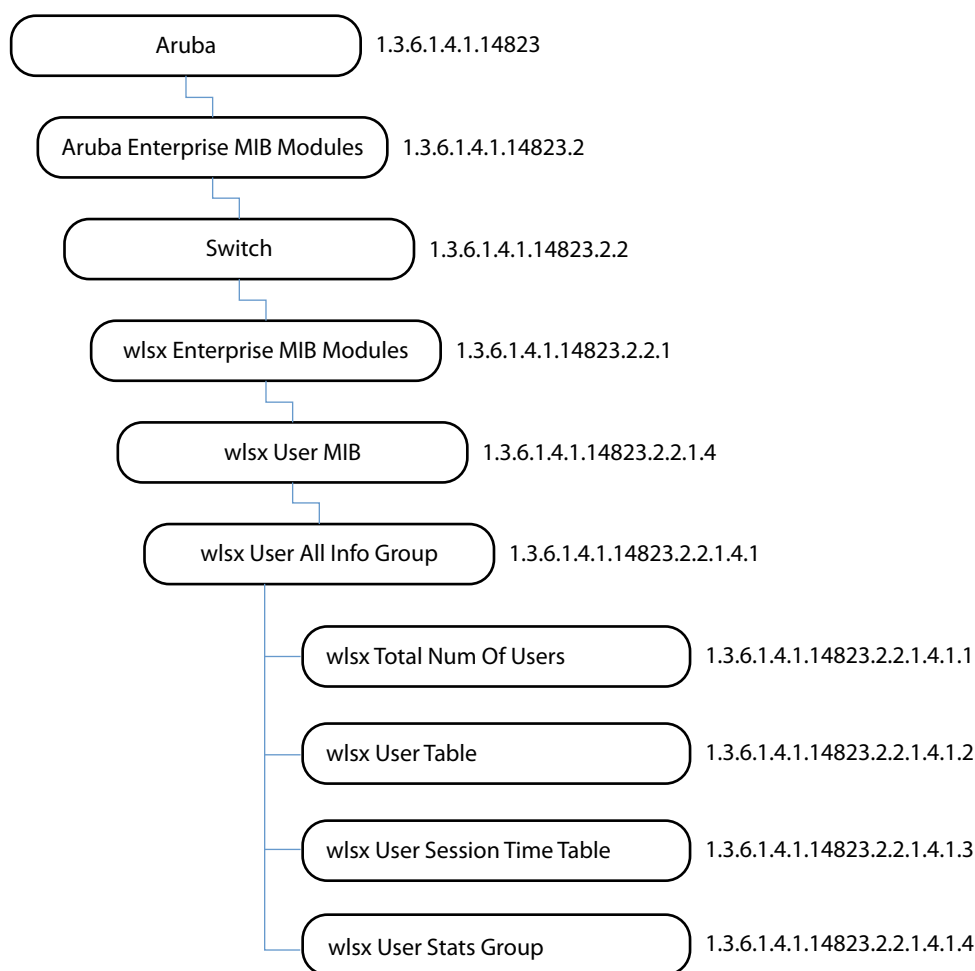 Aruba 1.3.6.1.4.1.14823
Aruba Enterprise MIB Modules 1.3.6.1.4.1.14823.2
Switch 1.3.6.1.4.1.14823.2.2
wlsx Enterprise MIB Modules 1.3.6.1.4.1.14823.2.2.1
wlsx User MIB 1.3.6.1.4.1.14823.2.2.1.4
wlsx User All Info Group 1.3.6.1.4.1.14823.2.2.1.4.1
wlsx Total Num Of Users 1.3.6.1.4.1.14823.2.2.1.4.1.1
wlsx User Table 1.3.6.1.4.1.14823.2.2.1.4.1.2
wlsx User Session Time Table 1.3.6.1.4.1.14823.2.2.1.4.1.3
wlsx User Stats Group 1.3.6.1.4.1.14823.2.2.1.4.1.4